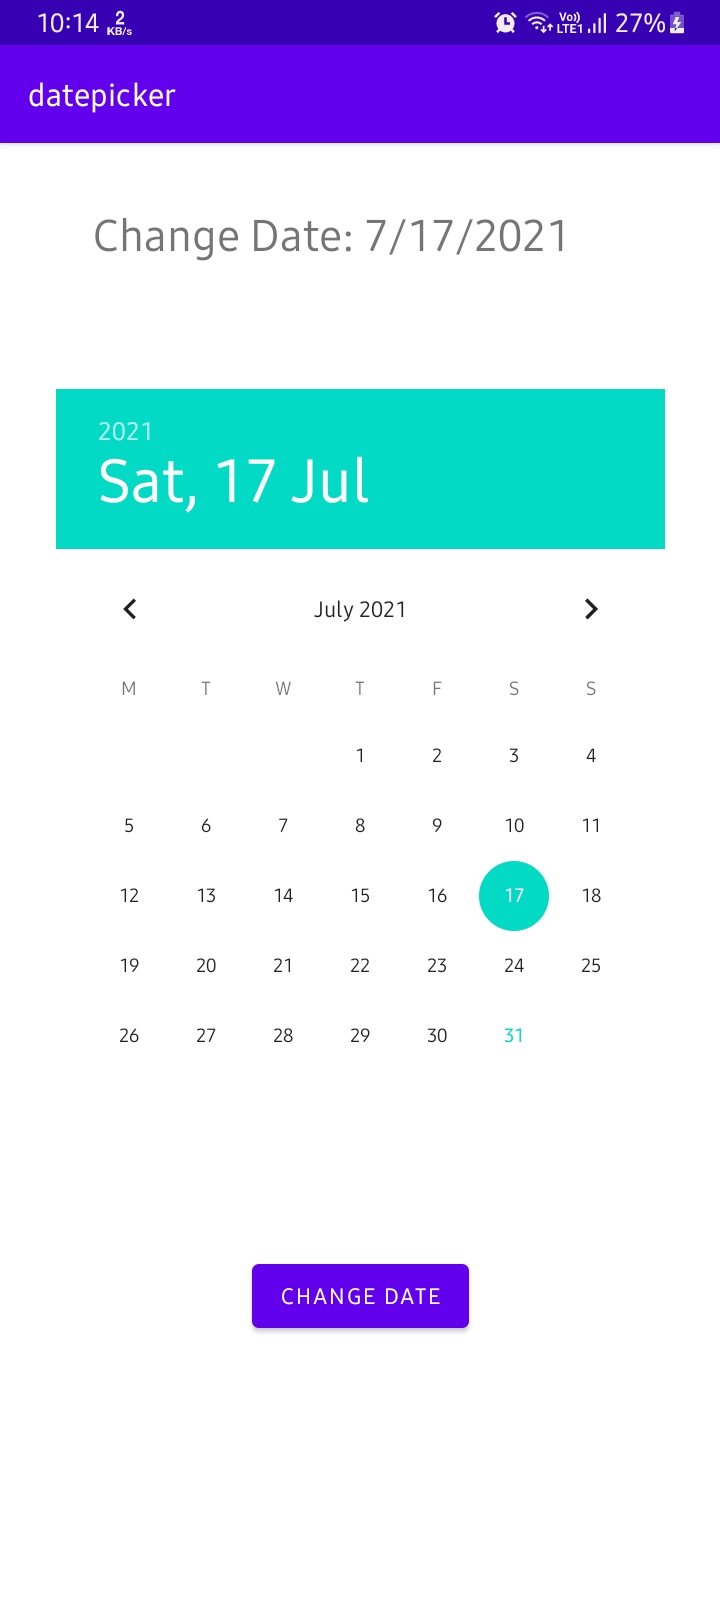 10:14 2 KB/s Vo)) LTE1 27%
datepicker
Change Date: 7/17/2021
2021
Sat, 17 Jul
July 2021
M T W T F S S
1 2 3 4
5 6 7 8 9 10 11
12 13 14 15 16 17 18
19 20 21 22 23 24 25
26 27 28 29 30 31
CHANGE DATE